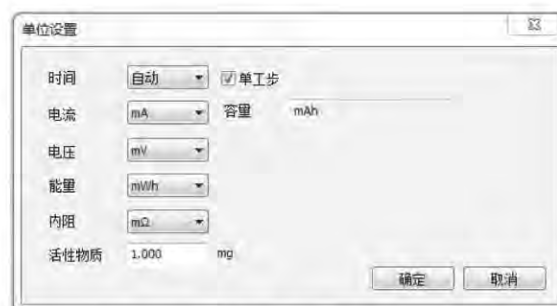 单位设置
时间 自动 单工步
电流 mA 容量 mAh
电压 mV
能量 mWh
内阻 mΩ
活性物质 1.000 mg
确定 取消